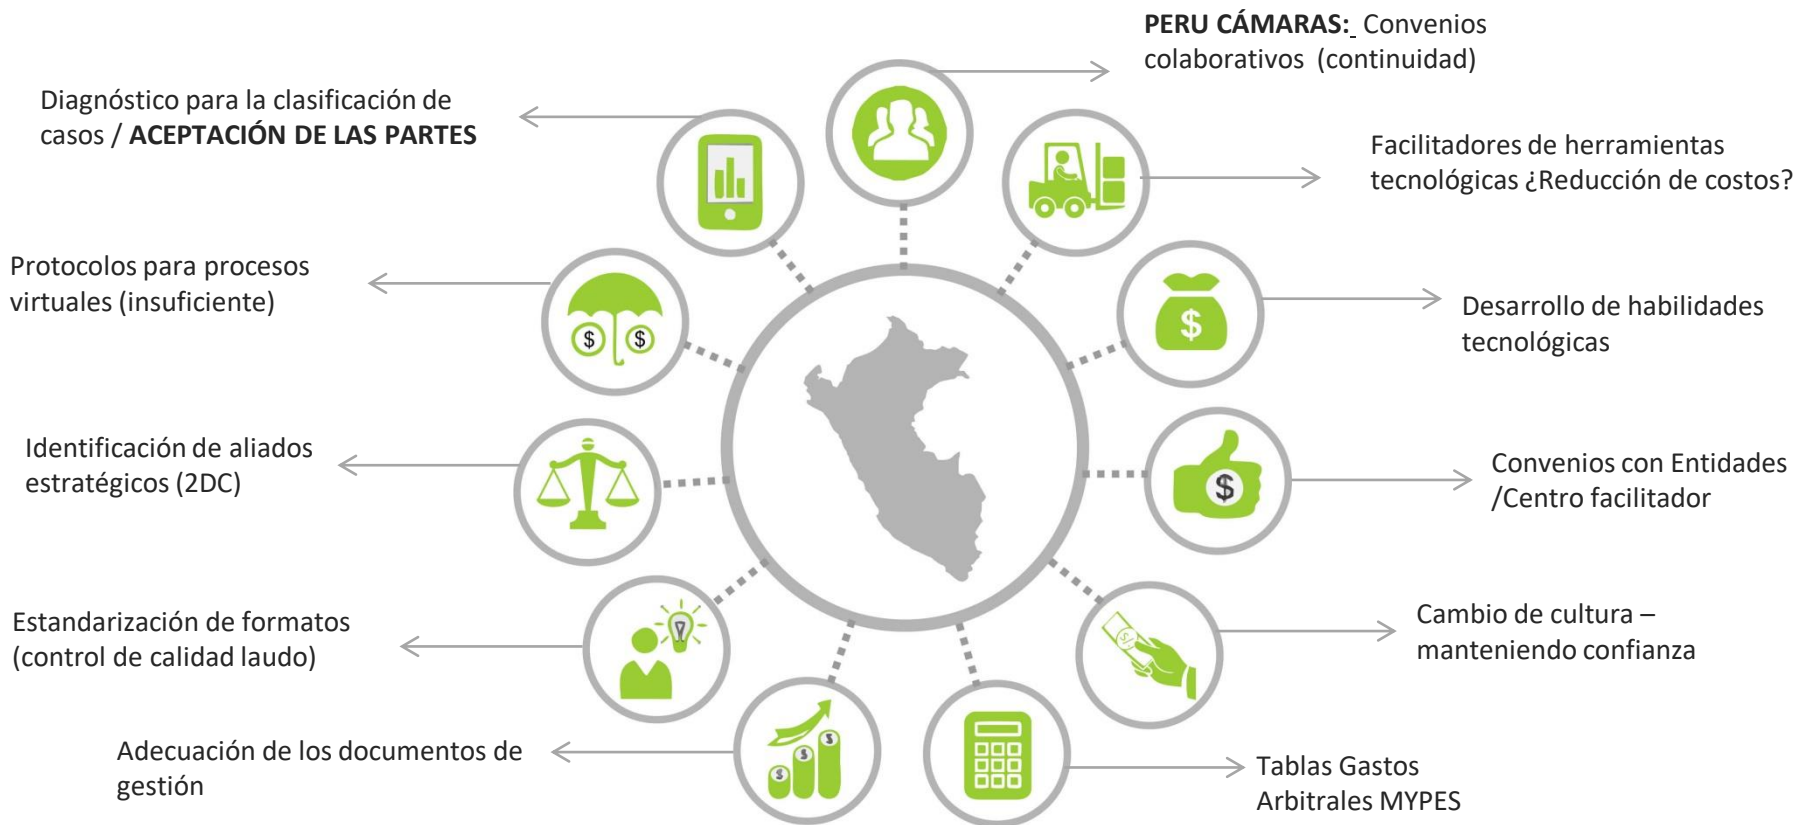 PERU CÁMARAS: Convenios
colaborativos (continuidad)
Diagnóstico para la clasificación de
casos / ACEPTACIÓN DE LAS PARTES
Facilitadores de herramientas
tecnológicas ¿Reducción de costos?
Protocolos para procesos
virtuales (insuficiente)
$ $
$
Desarrollo de habilidades
tecnológicas
Identificación de aliados
estratégicos (2DC)
$
Convenios con Entidades
/Centro facilitador
Estandarización de formatos
(control de calidad laudo)
S/.
Cambio de cultura –
manteniendo confianza
Adecuación de los documentos de
gestión
$ $ $
Tablas Gastos
Arbitrales MYPES